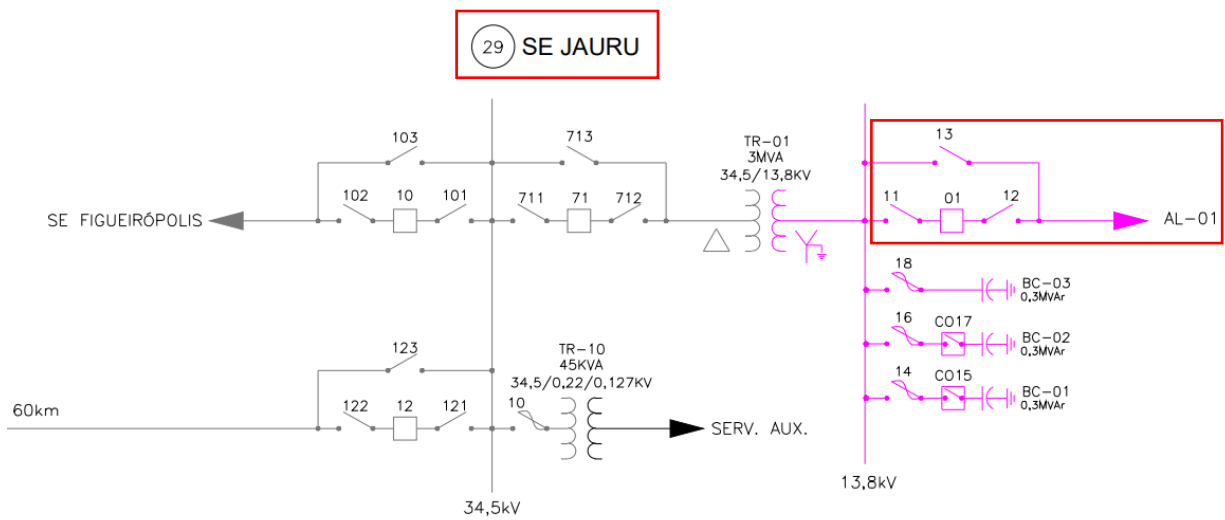 29 SE JAURU
103
713
TR-01
3MVA
34,5/13,8KV
13
102 10 101
711 71 712
11 01 12
SE FIGUEIRÓPOLIS
AL-01
18
BC-03
0,3MVAr
16 CO17
BC-02
0,3MVAr
14 CO15
BC-01
0,3MVAr
123
TR-10
45KVA
34,5/0,22/0,127KV
60km
122 12 121
10
SERV. AUX.
34,5kV
13,8kV